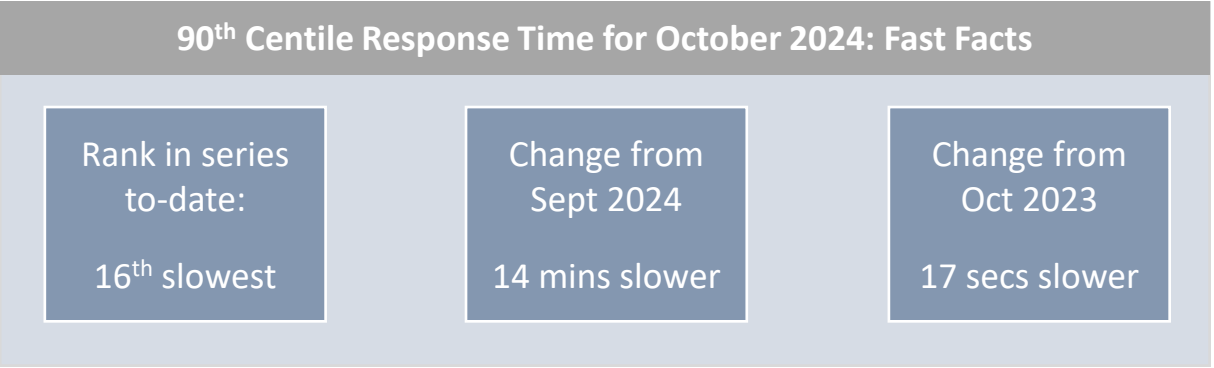 90th Centile Response Time for October 2024: Fast Facts
Rank in series
to-date:
16th slowest
Change from
Sept 2024
14 mins slower
Change from
Oct 2023
17 secs slower